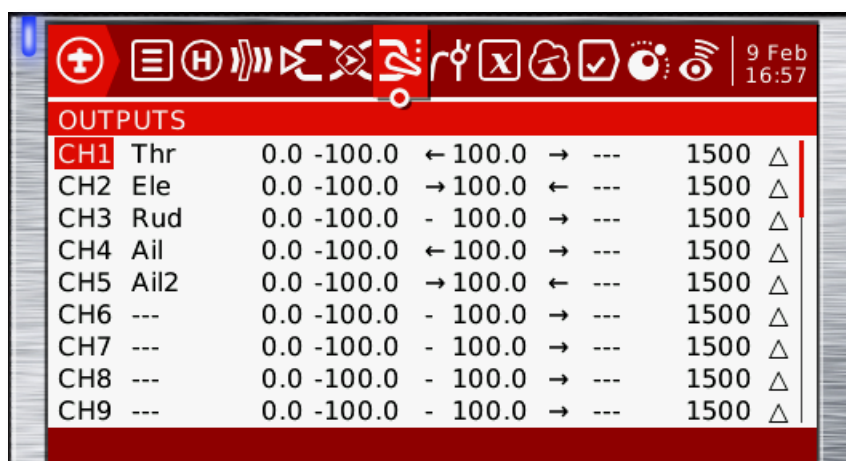 9 Feb
16:57
OUTPUTS
CH1 Thr 0.0 -100.0 ← 100.0 → --- 1500 △
CH2 Ele 0.0 -100.0 → 100.0 ← --- 1500 △
CH3 Rud 0.0 -100.0 - 100.0 → --- 1500 △
CH4 Ail 0.0 -100.0 ← 100.0 → --- 1500 △
CH5 Ail2 0.0 -100.0 → 100.0 ← --- 1500 △
CH6 --- 0.0 -100.0 - 100.0 → --- 1500 △
CH7 --- 0.0 -100.0 - 100.0 → --- 1500 △
CH8 --- 0.0 -100.0 - 100.0 → --- 1500 △
CH9 --- 0.0 -100.0 - 100.0 → --- 1500 △